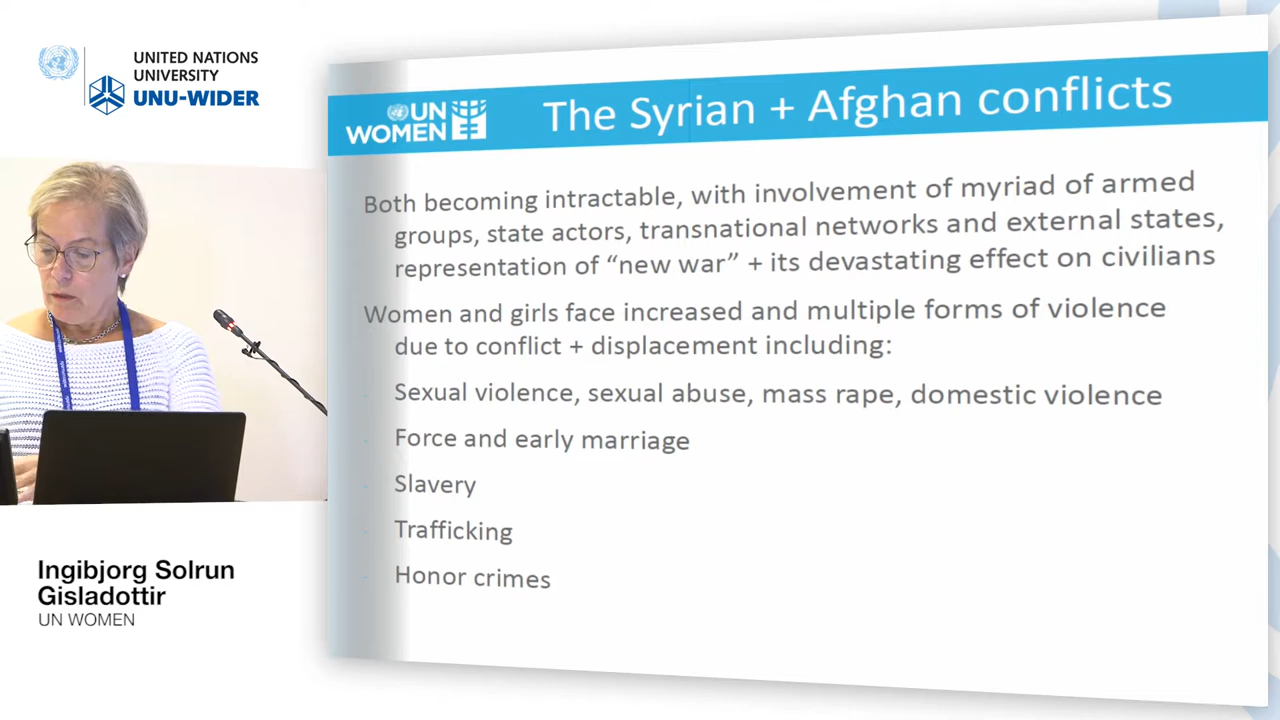 UNITED NATIONS
UNIVERSITY
UNU-WIDER
UN
WOMEN
The Syrian + Afghan conflicts
Both becoming intractable, with involvement of myriad of armed
groups, state actors, transnational networks and external states,
representation of “new war” + its devastating effect on civilians
Women and girls face increased and multiple forms of violence
due to conflict + displacement including:
- Sexual violence, sexual abuse, mass rape, domestic violence
- Force and early marriage
- Slavery
- Trafficking
- Honor crimes
Ingibjorg Solrun
Gisladottir
UN WOMEN